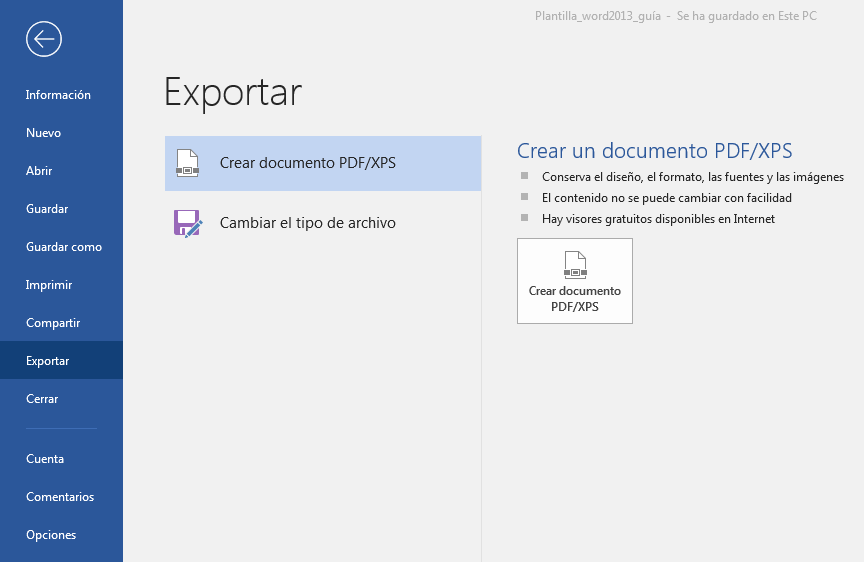 Plantilla_word2013_guía - Se ha guardado en Este PC
Información
Nuevo
Abrir
Guardar
Guardar como
Imprimir
Compartir
Exportar
Cerrar
Cuenta
Comentarios
Opciones
Exportar
Crear documento PDF/XPS
Cambiar el tipo de archivo
Crear un documento PDF/XPS
Conserva el diseño, el formato, las fuentes y las imágenes
El contenido no se puede cambiar con facilidad
Hay visores gratuitos disponibles en Internet
Crear documento
PDF/XPS